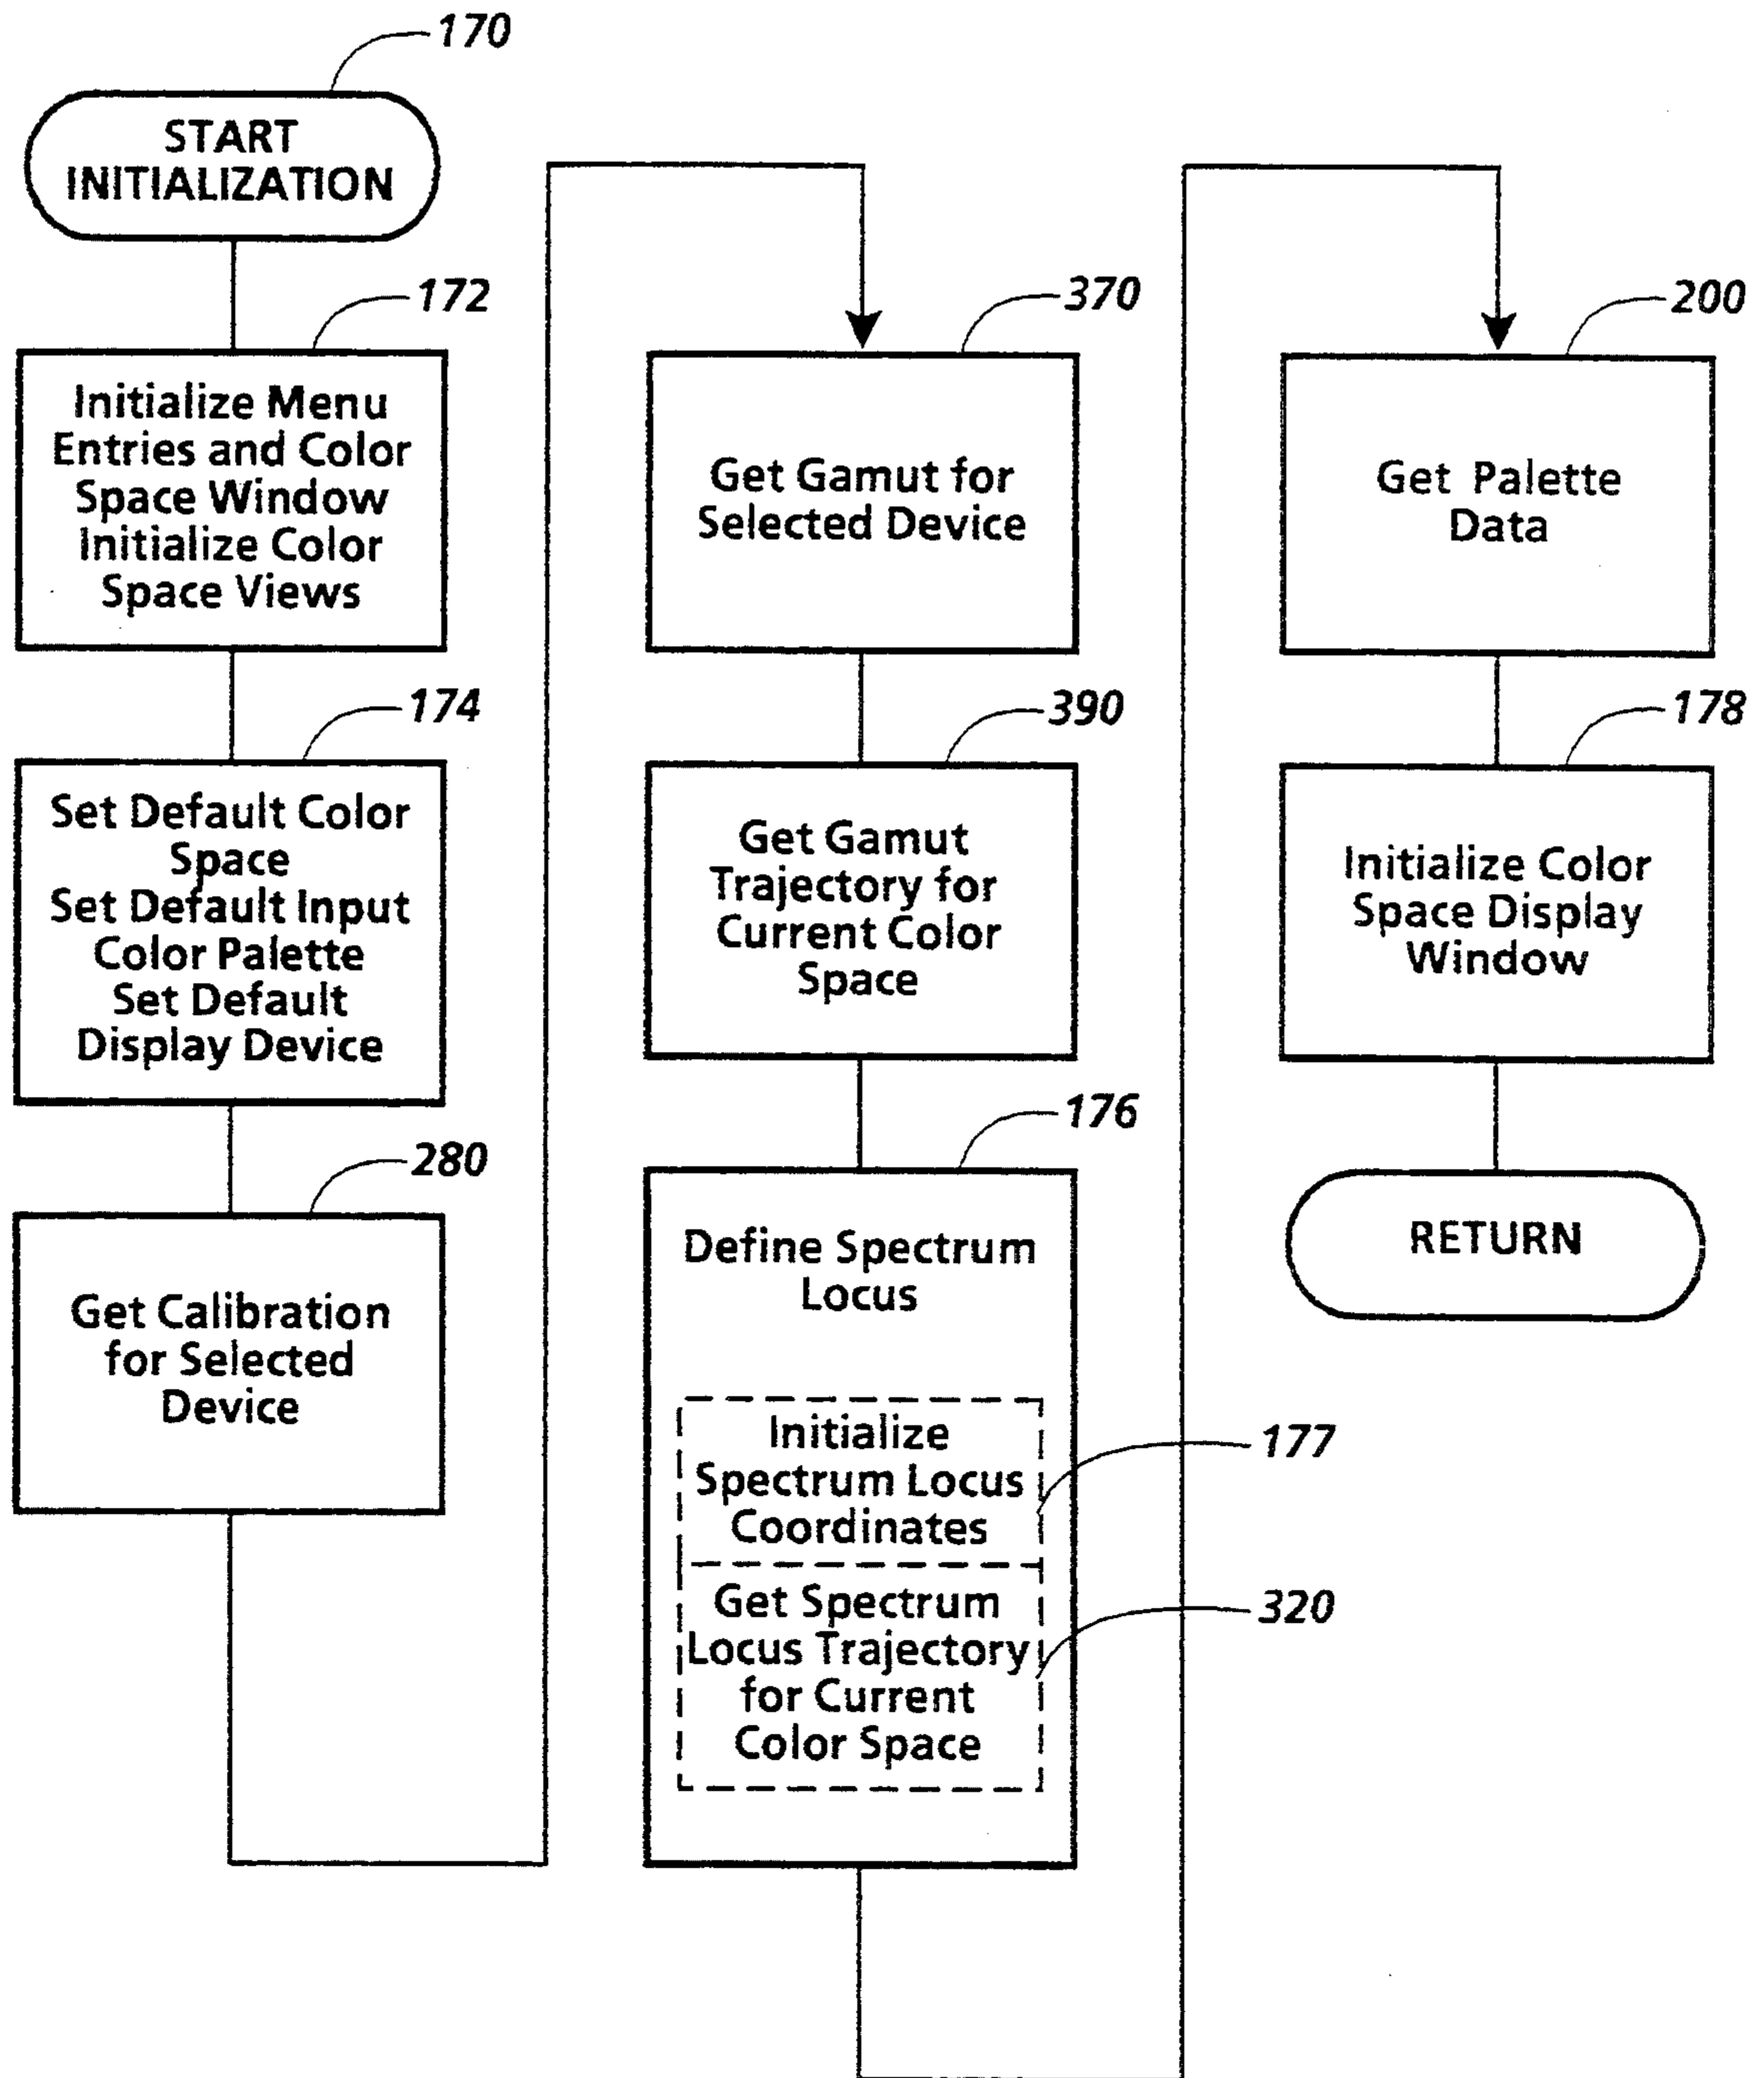 170
START
INITIALIZATION
172
Initialize Menu
Entries and Color
Space Window
Initialize Color
Space Views
174
Set Default Color
Space
Set Default Input
Color Palette
Set Default
Display Device
280
Get Calibration
for Selected
Device
370
Get Gamut for
Selected Device
390
Get Gamut
Trajectory for
Current Color
Space
176
Define Spectrum
Locus
Initialize
Spectrum Locus
Coordinates
177
Get Spectrum
Locus Trajectory
for Current
Color Space
320
200
Get Palette
Data
178
Initialize Color
Space Display
Window
RETURN